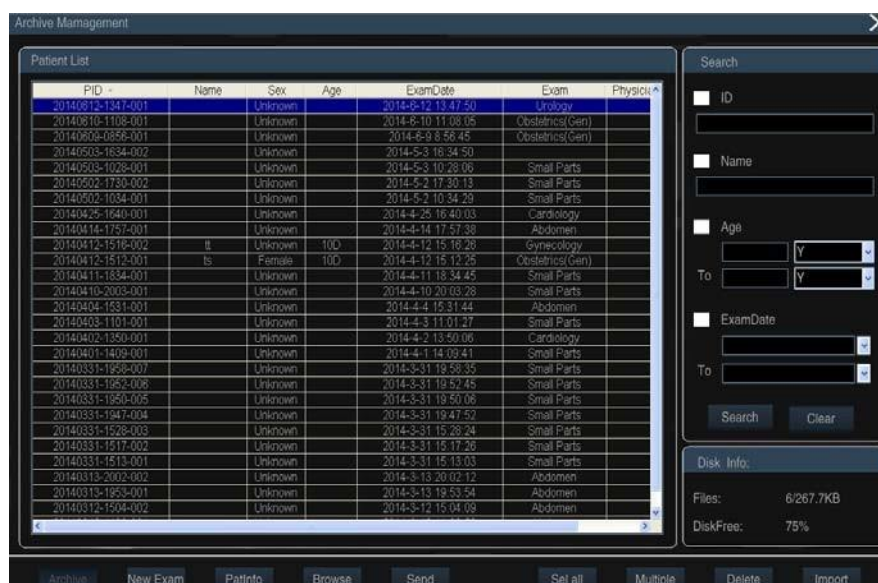 Archive Mamagement
Patient List
PID Name Sex Age ExamDate Exam Physicia
20140612-1347-001 Unknown 2014-6-12 13:47:50 Urology
20140610-1108-001 Unknown 2014-6-10 11:08:05 Obstetrics(Gen)
20140609-0856-001 Unknown 2014-6-9 8:56:45 Obstetrics(Gen)
20140503-1634-002 Unknown 2014-5-3 16:34:50
20140503-1028-001 Unknown 2014-5-3 10:28:06 Small Parts
20140502-1730-002 Unknown 2014-5-2 17:30:13 Small Parts
20140502-1034-001 Unknown 2014-5-2 10:34:29 Small Parts
20140425-1640-001 Unknown 2014-4-25 16:40:03 Cardiology
20140414-1757-001 Unknown 2014-4-14 17:57:38 Abdomen
20140412-1516-002 tt Unknown 10D 2014-4-12 15:16:26 Gynecology
20140412-1512-001 ts Female 10D 2014-4-12 15:12:25 Obstetrics(Gen)
20140411-1834-001 Unknown 2014-4-11 18:34:45 Small Parts
20140410-2003-001 Unknown 2014-4-10 20:03:28 Small Parts
20140404-1531-001 Unknown 2014-4-4 15:31:44 Abdomen
20140403-1101-001 Unknown 2014-4-3 11:01:27 Small Parts
20140402-1350-001 Unknown 2014-4-2 13:50:06 Cardiology
20140401-1409-001 Unknown 2014-4-1 14:09:41 Small Parts
20140331-1958-007 Unknown 2014-3-31 19:58:35 Small Parts
20140331-1952-006 Unknown 2014-3-31 19:52:45 Small Parts
20140331-1950-005 Unknown 2014-3-31 19:50:06 Small Parts
20140331-1947-004 Unknown 2014-3-31 19:47:52 Small Parts
20140331-1528-003 Unknown 2014-3-31 15:28:24 Small Parts
20140331-1517-002 Unknown 2014-3-31 15:17:26 Small Parts
20140331-1513-001 Unknown 2014-3-31 15:13:03 Small Parts
20140313-2002-002 Unknown 2014-3-13 20:02:12 Abdomen
20140313-1953-001 Unknown 2014-3-13 19:53:54 Abdomen
20140312-1504-002 Unknown 2014-3-12 15:04:09 Abdomen
Search
ID
Name
Age
Y
To Y
ExamDate
To
Search Clear
Disk Info:
Files: 6/267.7KB
DiskFree: 75%
Archive New Exam PatInfo Browse Send Sel all Multiple Delete Import